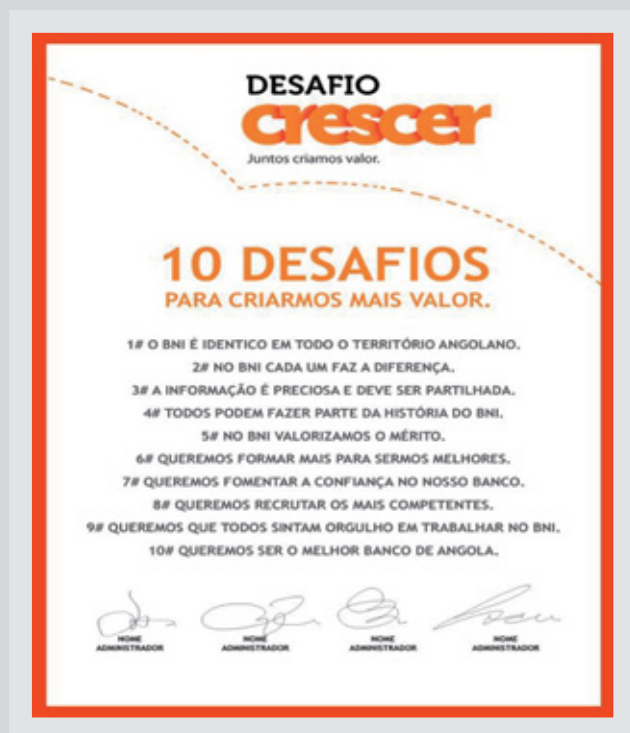 DESAFIO
crescer
Juntos criamos valor.
10 DESAFIOS
PARA CRIARMOS MAIS VALOR.
1# O BNI É IDENTICO EM TODO O TERRITÓRIO ANGOLANO.
2# NO BNI CADA UM FAZ A DIFERENÇA.
3# A INFORMAÇÃO É PRECIOSA E DEVE SER PARTILHADA.
4# TODOS PODEM FAZER PARTE DA HISTÓRIA DO BNI.
5# NO BNI VALORIZAMOS O MÉRITO.
6# QUEREMOS FORMAR MAIS PARA SERMOS MELHORES.
7# QUEREMOS FOMENTAR A CONFIANÇA NO NOSSO BANCO.
8# QUEREMOS RECRUTAR OS MAIS COMPETENTES.
9# QUEREMOS QUE TODOS SINTAM ORGULHO EM TRABALHAR NO BNI.
10# QUEREMOS SER O MELHOR BANCO DE ANGOLA.
NOME NOME NOME NOME
ADMINISTRADOR ADMINISTRADOR ADMINISTRADOR ADMINISTRADOR